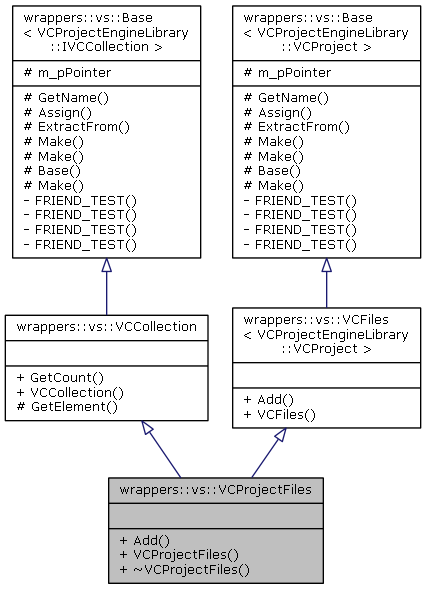 wrappers::vs::Base
< VCProjectEngineLibrary
::IVCCollection >
# m_pPointer
# GetName()
# Assign()
# ExtractFrom()
# Make()
# Make()
# Base()
# Make()
- FRIEND_TEST()
- FRIEND_TEST()
- FRIEND_TEST()
- FRIEND_TEST()
wrappers::vs::Base
< VCProjectEngineLibrary
::VCProject >
# m_pPointer
# GetName()
# Assign()
# ExtractFrom()
# Make()
# Make()
# Base()
# Make()
- FRIEND_TEST()
- FRIEND_TEST()
- FRIEND_TEST()
- FRIEND_TEST()
wrappers::vs::VCCollection
+ GetCount()
+ VCCollection()
# GetElement()
wrappers::vs::VCFiles
< VCProjectEngineLibrary
::VCProject >
+ Add()
+ VCFiles()
wrappers::vs::VCProjectFiles
+ Add()
+ VCProjectFiles()
+ ~VCProjectFiles()